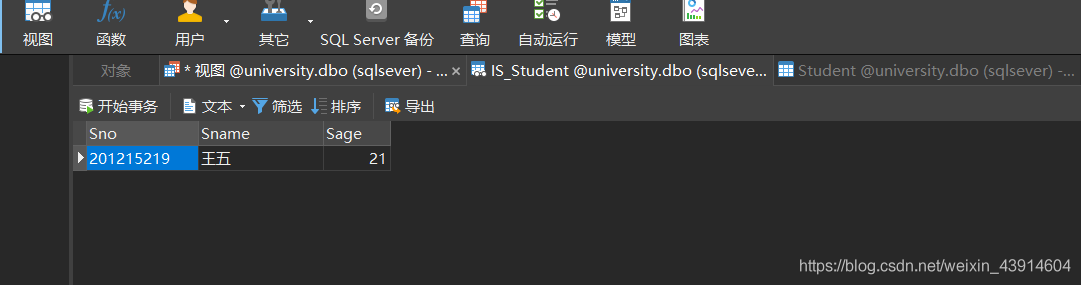 视图 函数 用户 其它 SQL Server 备份 查询 自动运行 模型 图表
对象 * 视图 @university.dbo (sqlsever) - ... IS_Student @university.dbo (sqlseve... Student @university.dbo (sqlsever) -...
开始事务 文本 筛选 排序 导出
Sno Sname Sage
201215219 王五 21
https://blog.csdn.net/weixin_43914604